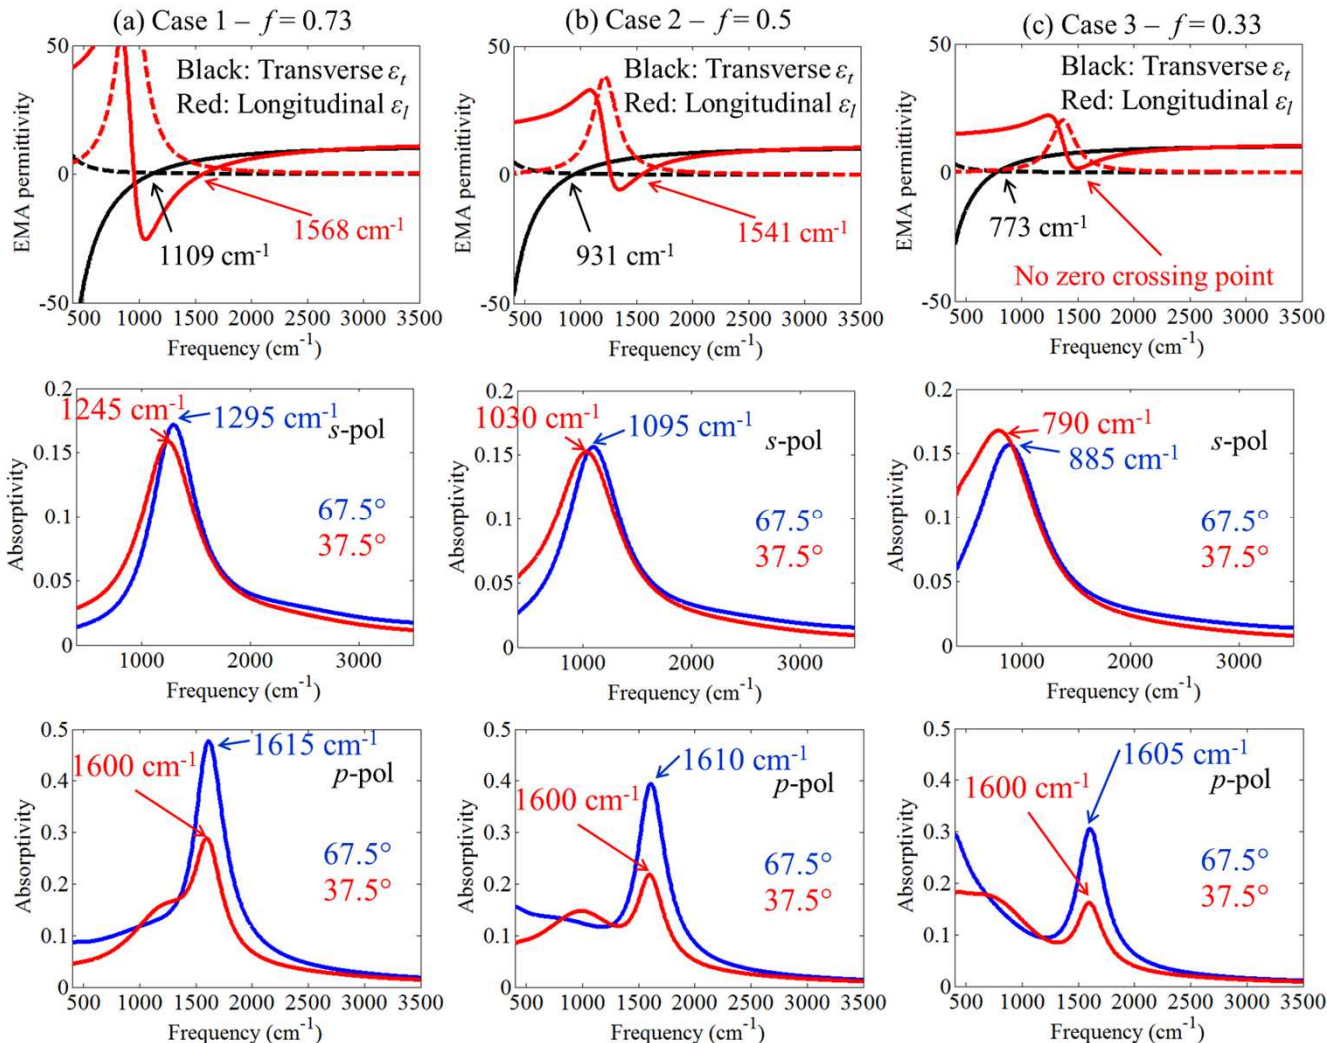 (a) Case 1 – f = 0.73
(b) Case 2 – f = 0.5
(c) Case 3 – f = 0.33
50
0
-50
EMA permittivity
Black: Transverse εt
Red: Longitudinal εl
1568 cm-1
1109 cm-1
500 1000 1500 2000 2500 3000 3500
Frequency (cm-1)
50
0
-50
EMA permittivity
Black: Transverse εt
Red: Longitudinal εl
1541 cm-1
931 cm-1
500 1000 1500 2000 2500 3000 3500
Frequency (cm-1)
50
0
-50
EMA permittivity
Black: Transverse εt
Red: Longitudinal εl
773 cm-1
No zero crossing point
500 1000 1500 2000 2500 3000 3500
Frequency (cm-1)
0.2
0.15
0.1
0.05
0
Absorptivity
1245 cm-1
1295 cm-1
s-pol
67.5°
37.5°
1000 2000 3000
Frequency (cm-1)
0.2
0.15
0.1
0.05
0
Absorptivity
1030 cm-1
1095 cm-1
s-pol
67.5°
37.5°
1000 2000 3000
Frequency (cm-1)
0.2
0.15
0.1
0.05
0
Absorptivity
790 cm-1
885 cm-1
s-pol
67.5°
37.5°
1000 2000 3000
Frequency (cm-1)
0.5
0.4
0.3
0.2
0.1
0
Absorptivity
1615 cm-1
1600 cm-1
p-pol
67.5°
37.5°
500 1000 1500 2000 2500 3000 3500
Frequency (cm-1)
0.5
0.4
0.3
0.2
0.1
0
Absorptivity
1610 cm-1
1600 cm-1
p-pol
67.5°
37.5°
500 1000 1500 2000 2500 3000 3500
Frequency (cm-1)
0.5
0.4
0.3
0.2
0.1
0
Absorptivity
1605 cm-1
1600 cm-1
p-pol
67.5°
37.5°
500 1000 1500 2000 2500 3000 3500
Frequency (cm-1)